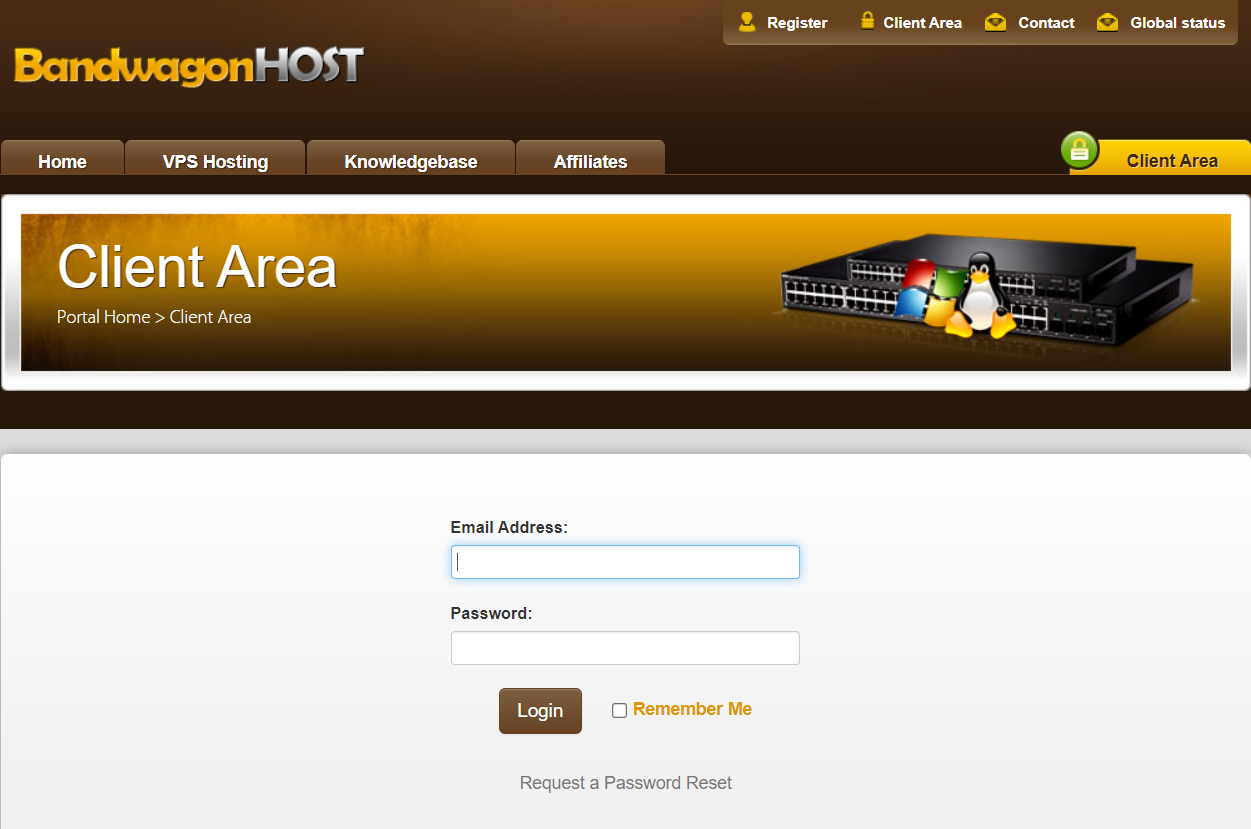 Register Client Area Contact Global status
BandwagonHOST
Home VPS Hosting Knowledgebase Affiliates Client Area
Client Area
Portal Home > Client Area
Email Address:
Password:
Login Remember Me
Request a Password Reset